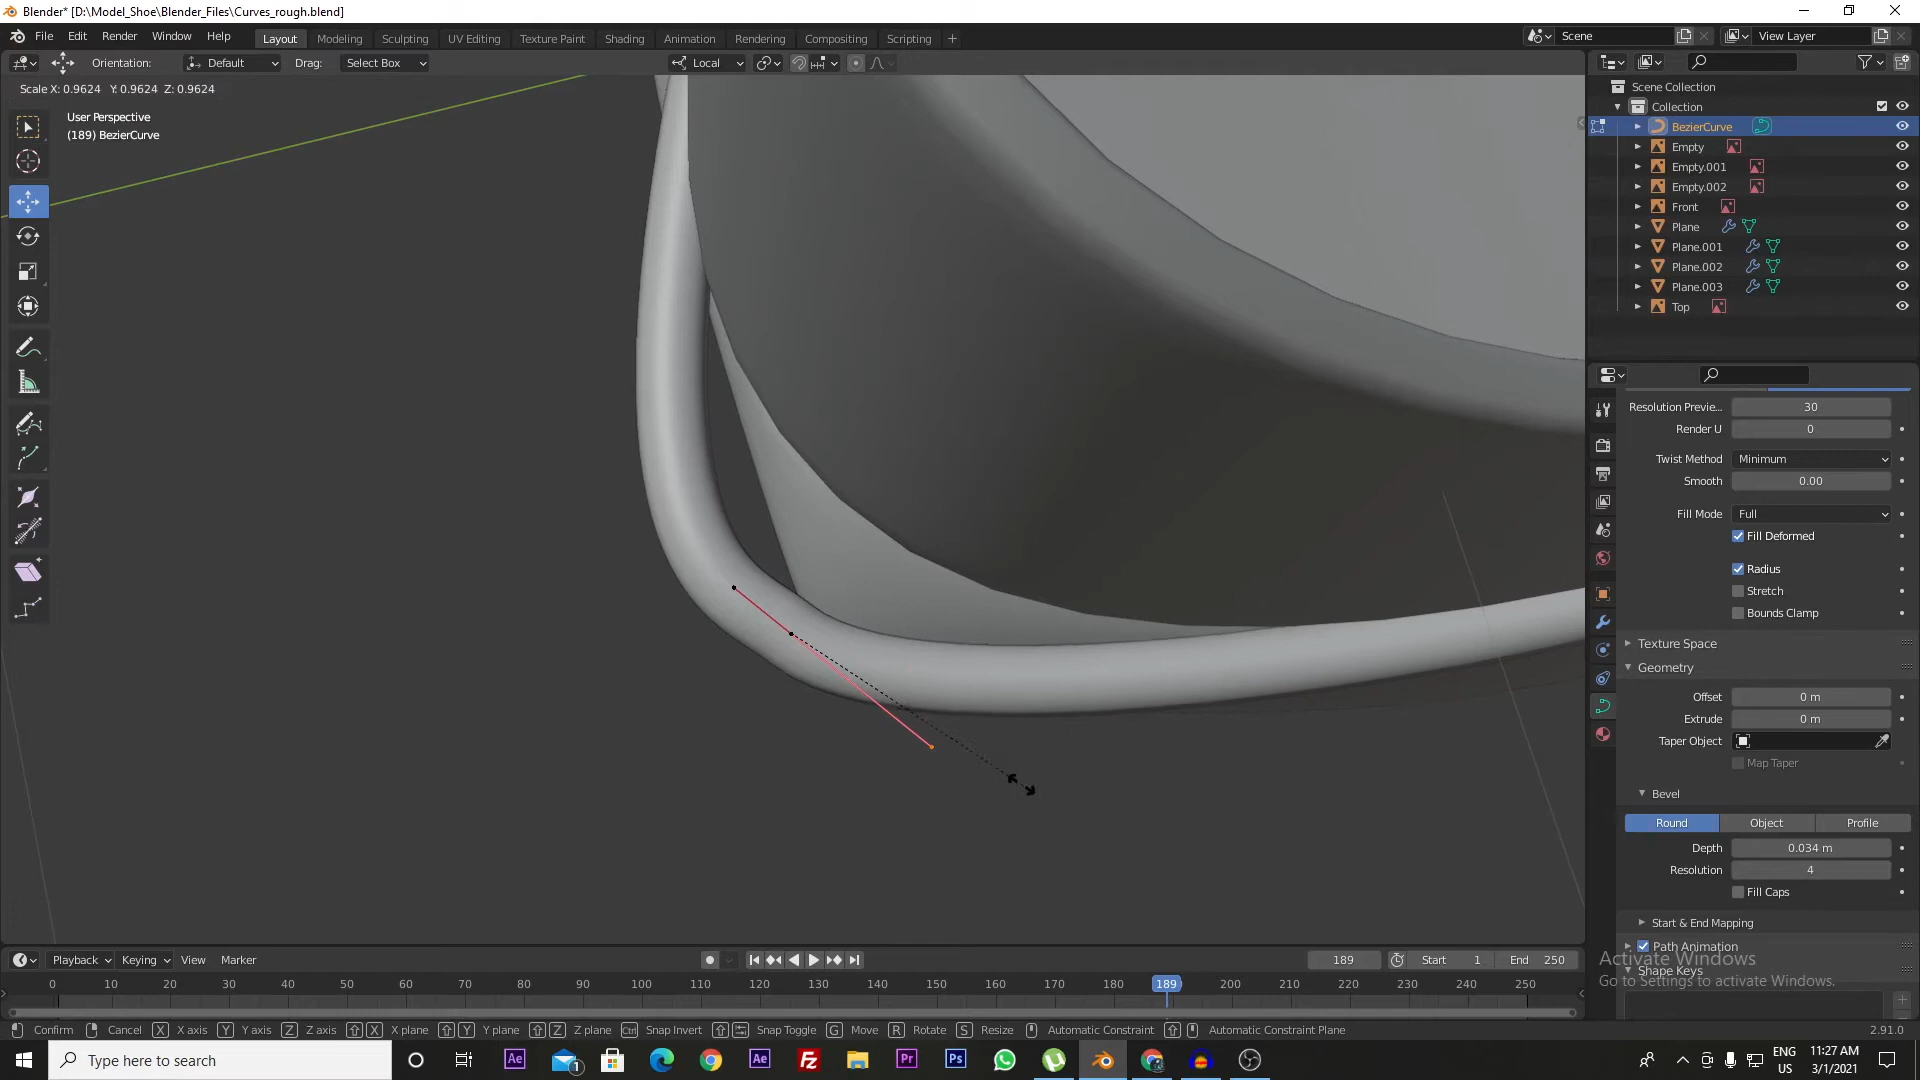 Blender* [D:\Model_Shoe\Blender_Files\Curves_rough.blend]
File Edit Render Window Help Layout Modeling Sculpting UV Editing Texture Paint Shading Animation Rendering Compositing Scripting Scene View Layer
Orientation: Default Drag: Select Box Local
Scale X: 0.9624 Y: 0.9624 Z: 0.9624
User Perspective
(189) BezierCurve
Scene Collection
Collection
BezierCurve
Empty
Empty.001
Empty.002
Front
Plane
Plane.001
Plane.002
Plane.003
Top
Resolution Previe... 30
Render U 0
Twist Method Minimum
Smooth 0.00
Fill Mode Full
Fill Deformed
Radius
Stretch
Bounds Clamp
Texture Space
Geometry
Offset 0 m
Extrude 0 m
Taper Object
Map Taper
Bevel
Round Object Profile
Depth 0.034 m
Resolution 4
Fill Caps
Start & End Mapping
Path Animation
Shape Keys
Activate Windows
Go to Settings to activate Windows.
Playback Keying View Marker 189 Start 1 End 250
0 10 20 30 40 50 60 70 80 90 100 110 120 130 140 150 160 170 180 189 200 210 220 230 240 250
Confirm Cancel X X axis Y Y axis Z Z axis X X plane Y Y plane Z Z plane Ctrl Snap Invert Snap Toggle G Move R Rotate S Resize Automatic Constraint Automatic Constraint Plane 2.91.0
Type here to search
Ae 1 Ae Fz Pr Ps
ENG
US
11:27 AM
3/1/2021